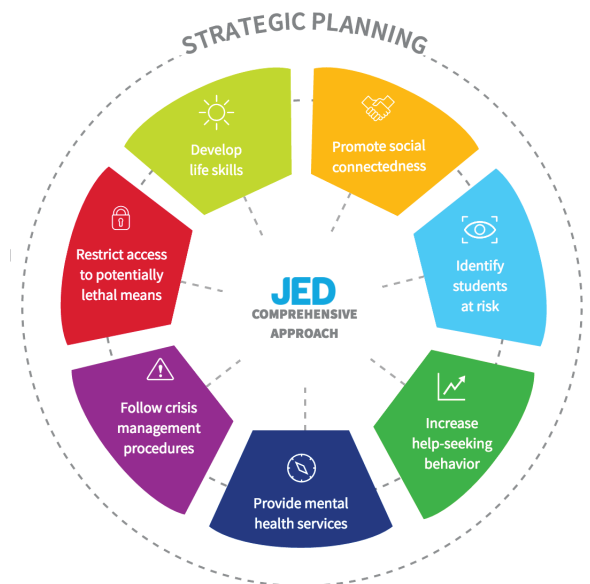 STRATEGIC PLANNING
Develop
life skills
Promote social
connectedness
Restrict access
to potentially
lethal means
Identify
students
at risk
JED
COMPREHENSIVE
APPROACH
Follow crisis
management
procedures
Increase
help-seeking
behavior
Provide mental
health services